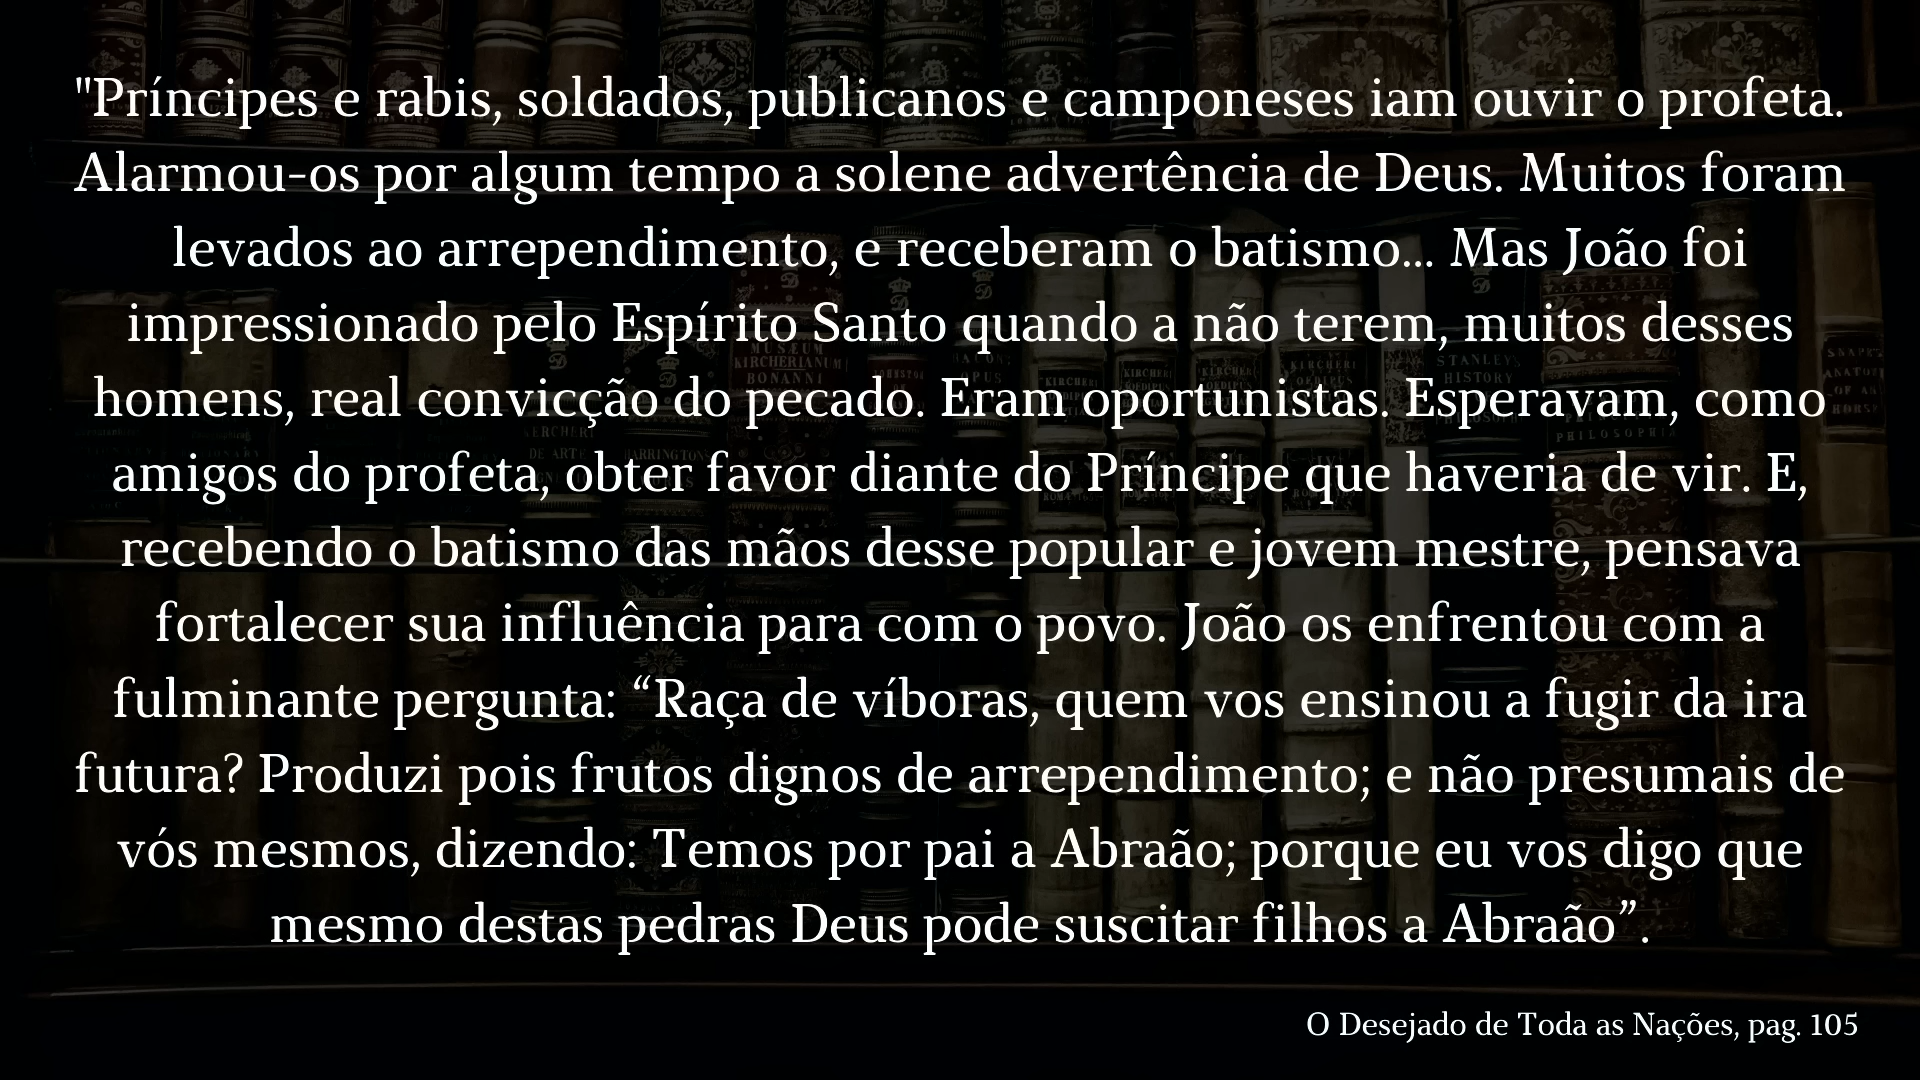 "Príncipes e rabis, soldados, publicanos e camponeses iam ouvir o profeta.
Alarmou-os por algum tempo a solene advertência de Deus. Muitos foram
levados ao arrependimento, e receberam o batismo... Mas João foi
impressionado pelo Espírito Santo quando a não terem, muitos desses
homens, real convicção do pecado. Eram oportunistas. Esperavam, como
amigos do profeta, obter favor diante do Príncipe que haveria de vir. E,
recebendo o batismo das mãos desse popular e jovem mestre, pensava
fortalecer sua influência para com o povo. João os enfrentou com a
fulminante pergunta: “Raça de víboras, quem vos ensinou a fugir da ira
futura? Produzi pois frutos dignos de arrependimento; e não presumais de
vós mesmos, dizendo: Temos por pai a Abraão; porque eu vos digo que
mesmo destas pedras Deus pode suscitar filhos a Abraão”.
O Desejado de Toda as Nações, pag. 105